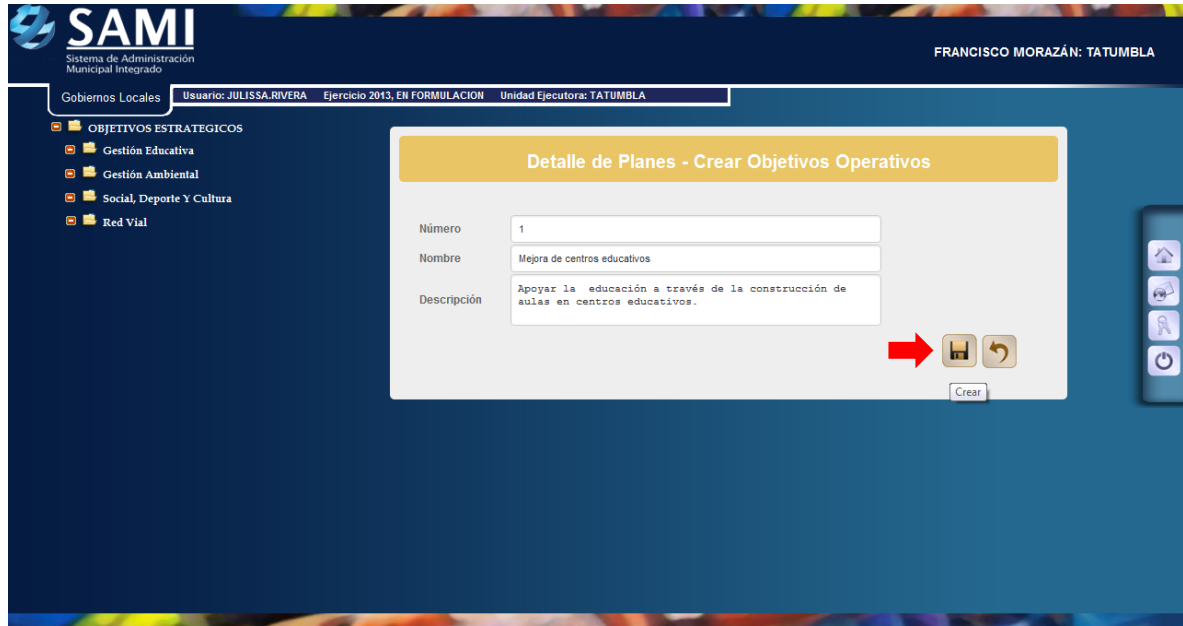 SAMI
Sistema de Administración
Municipal Integrado
FRANCISCO MORAZÁN: TATUMBLA
Gobiernos Locales
Usuario: JULISSA.RIVERA Ejercicio 2013, EN FORMULACION Unidad Ejecutora: TATUMBLA
OBJETIVOS ESTRATEGICOS
Gestión Educativa
Gestión Ambiental
Social, Deporte Y Cultura
Red Vial
Detalle de Planes - Crear Objetivos Operativos
Número 1
Nombre Mejora de centros educativos
Descripción Apoyar la educación a través de la construcción de
aulas en centros educativos.
Crear